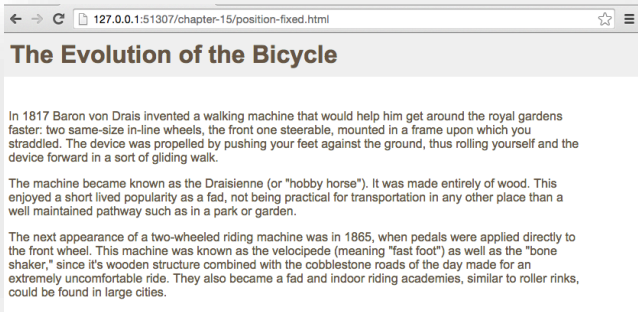 127.0.0.1:51307/chapter-15/position-fixed.html
The Evolution of the Bicycle
In 1817 Baron von Drais invented a walking machine that would help him get around the royal gardens
faster: two same-size in-line wheels, the front one steerable, mounted in a frame upon which you
straddled. The device was propelled by pushing your feet against the ground, thus rolling yourself and the
device forward in a sort of gliding walk.
The machine became known as the Draisienne (or "hobby horse"). It was made entirely of wood. This
enjoyed a short lived popularity as a fad, not being practical for transportation in any other place than a
well maintained pathway such as in a park or garden.
The next appearance of a two-wheeled riding machine was in 1865, when pedals were applied directly to
the front wheel. This machine was known as the velocipede (meaning "fast foot") as well as the "bone
shaker," since it's wooden structure combined with the cobblestone roads of the day made for an
extremely uncomfortable ride. They also became a fad and indoor riding academies, similar to roller rinks,
could be found in large cities.